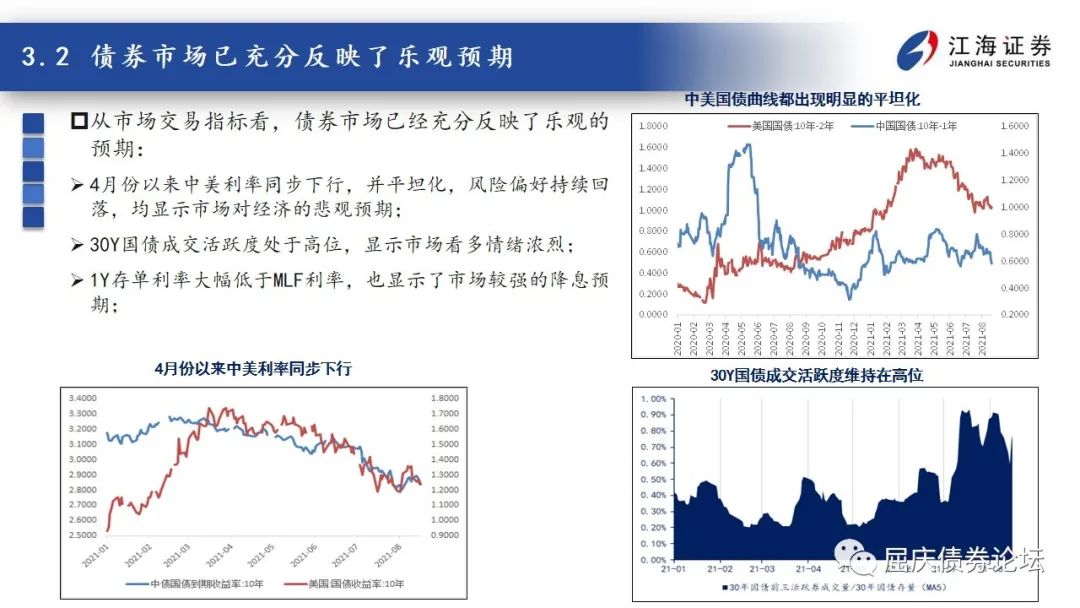 3.2 债券市场已充分反映了乐观预期
江海证券
JIANGHAI SECURITIES
从市场交易指标看，债券市场已经充分反映了乐观的
预期：
4月份以来中美利率同步下行，并平坦化，风险偏好持续回
落，均显示市场对经济的悲观预期；
30Y国债成交活跃度处于高位，显示市场看多情绪浓烈；
1Y存单利率大幅低于MLF利率，也显示了市场较强的降息预
期；
中美国债曲线都出现明显的平坦化
美国国债:10年-2年 中国国债:10年-1年
1.8000
1.6000
1.4000
1.2000
1.0000
0.8000
0.6000
0.4000
0.2000
0.0000
1.6000
1.4000
1.2000
1.0000
0.8000
0.6000
0.4000
0.2000
2020-01 2020-02 2020-03 2020-04 2020-05 2020-06 2020-07 2020-08 2020-09 2020-10 2020-11 2020-12 2021-01 2021-02 2021-03 2021-04 2021-05 2021-06 2021-07 2021-08
4月份以来中美利率同步下行
3.4000
3.3000
3.2000
3.1000
3.0000
2.9000
2.8000
2.7000
2.6000
2.5000
1.8000
1.7000
1.6000
1.5000
1.4000
1.3000
1.2000
1.1000
1.0000
0.9000
2021-01 2021-02 2021-03 2021-04 2021-05 2021-06 2021-07 2021-08
中债国债到期收益率:10年 美国:国债收益率:10年
30Y国债成交活跃度维持在高位
1.00%
0.90%
0.80%
0.70%
0.60%
0.50%
0.40%
0.30%
0.20%
0.10%
0.00%
21-01 21-02 21-03 21-04 21-05
30年国债前三活跃券成交量/30年国债存量（MA5）
屈庆债券论坛